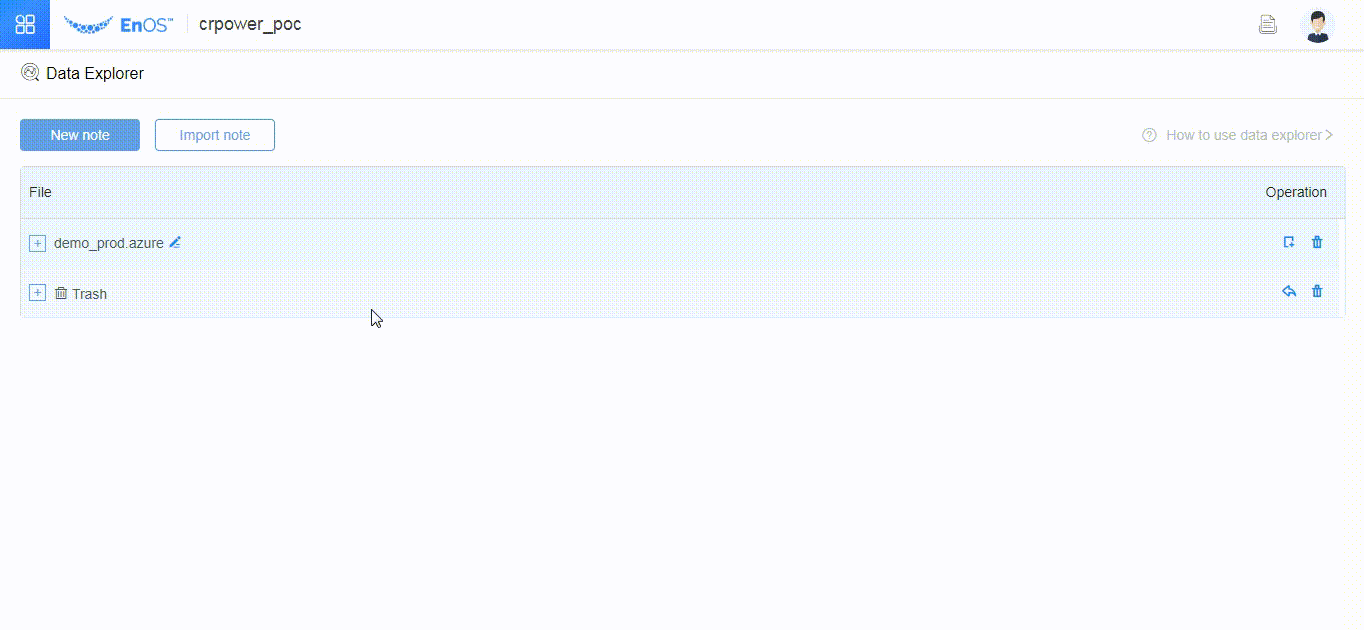 EnOS™ crpower_poc
Data Explorer
New note Import note How to use data explorer
File Operation
demo_prod.azure
Trash